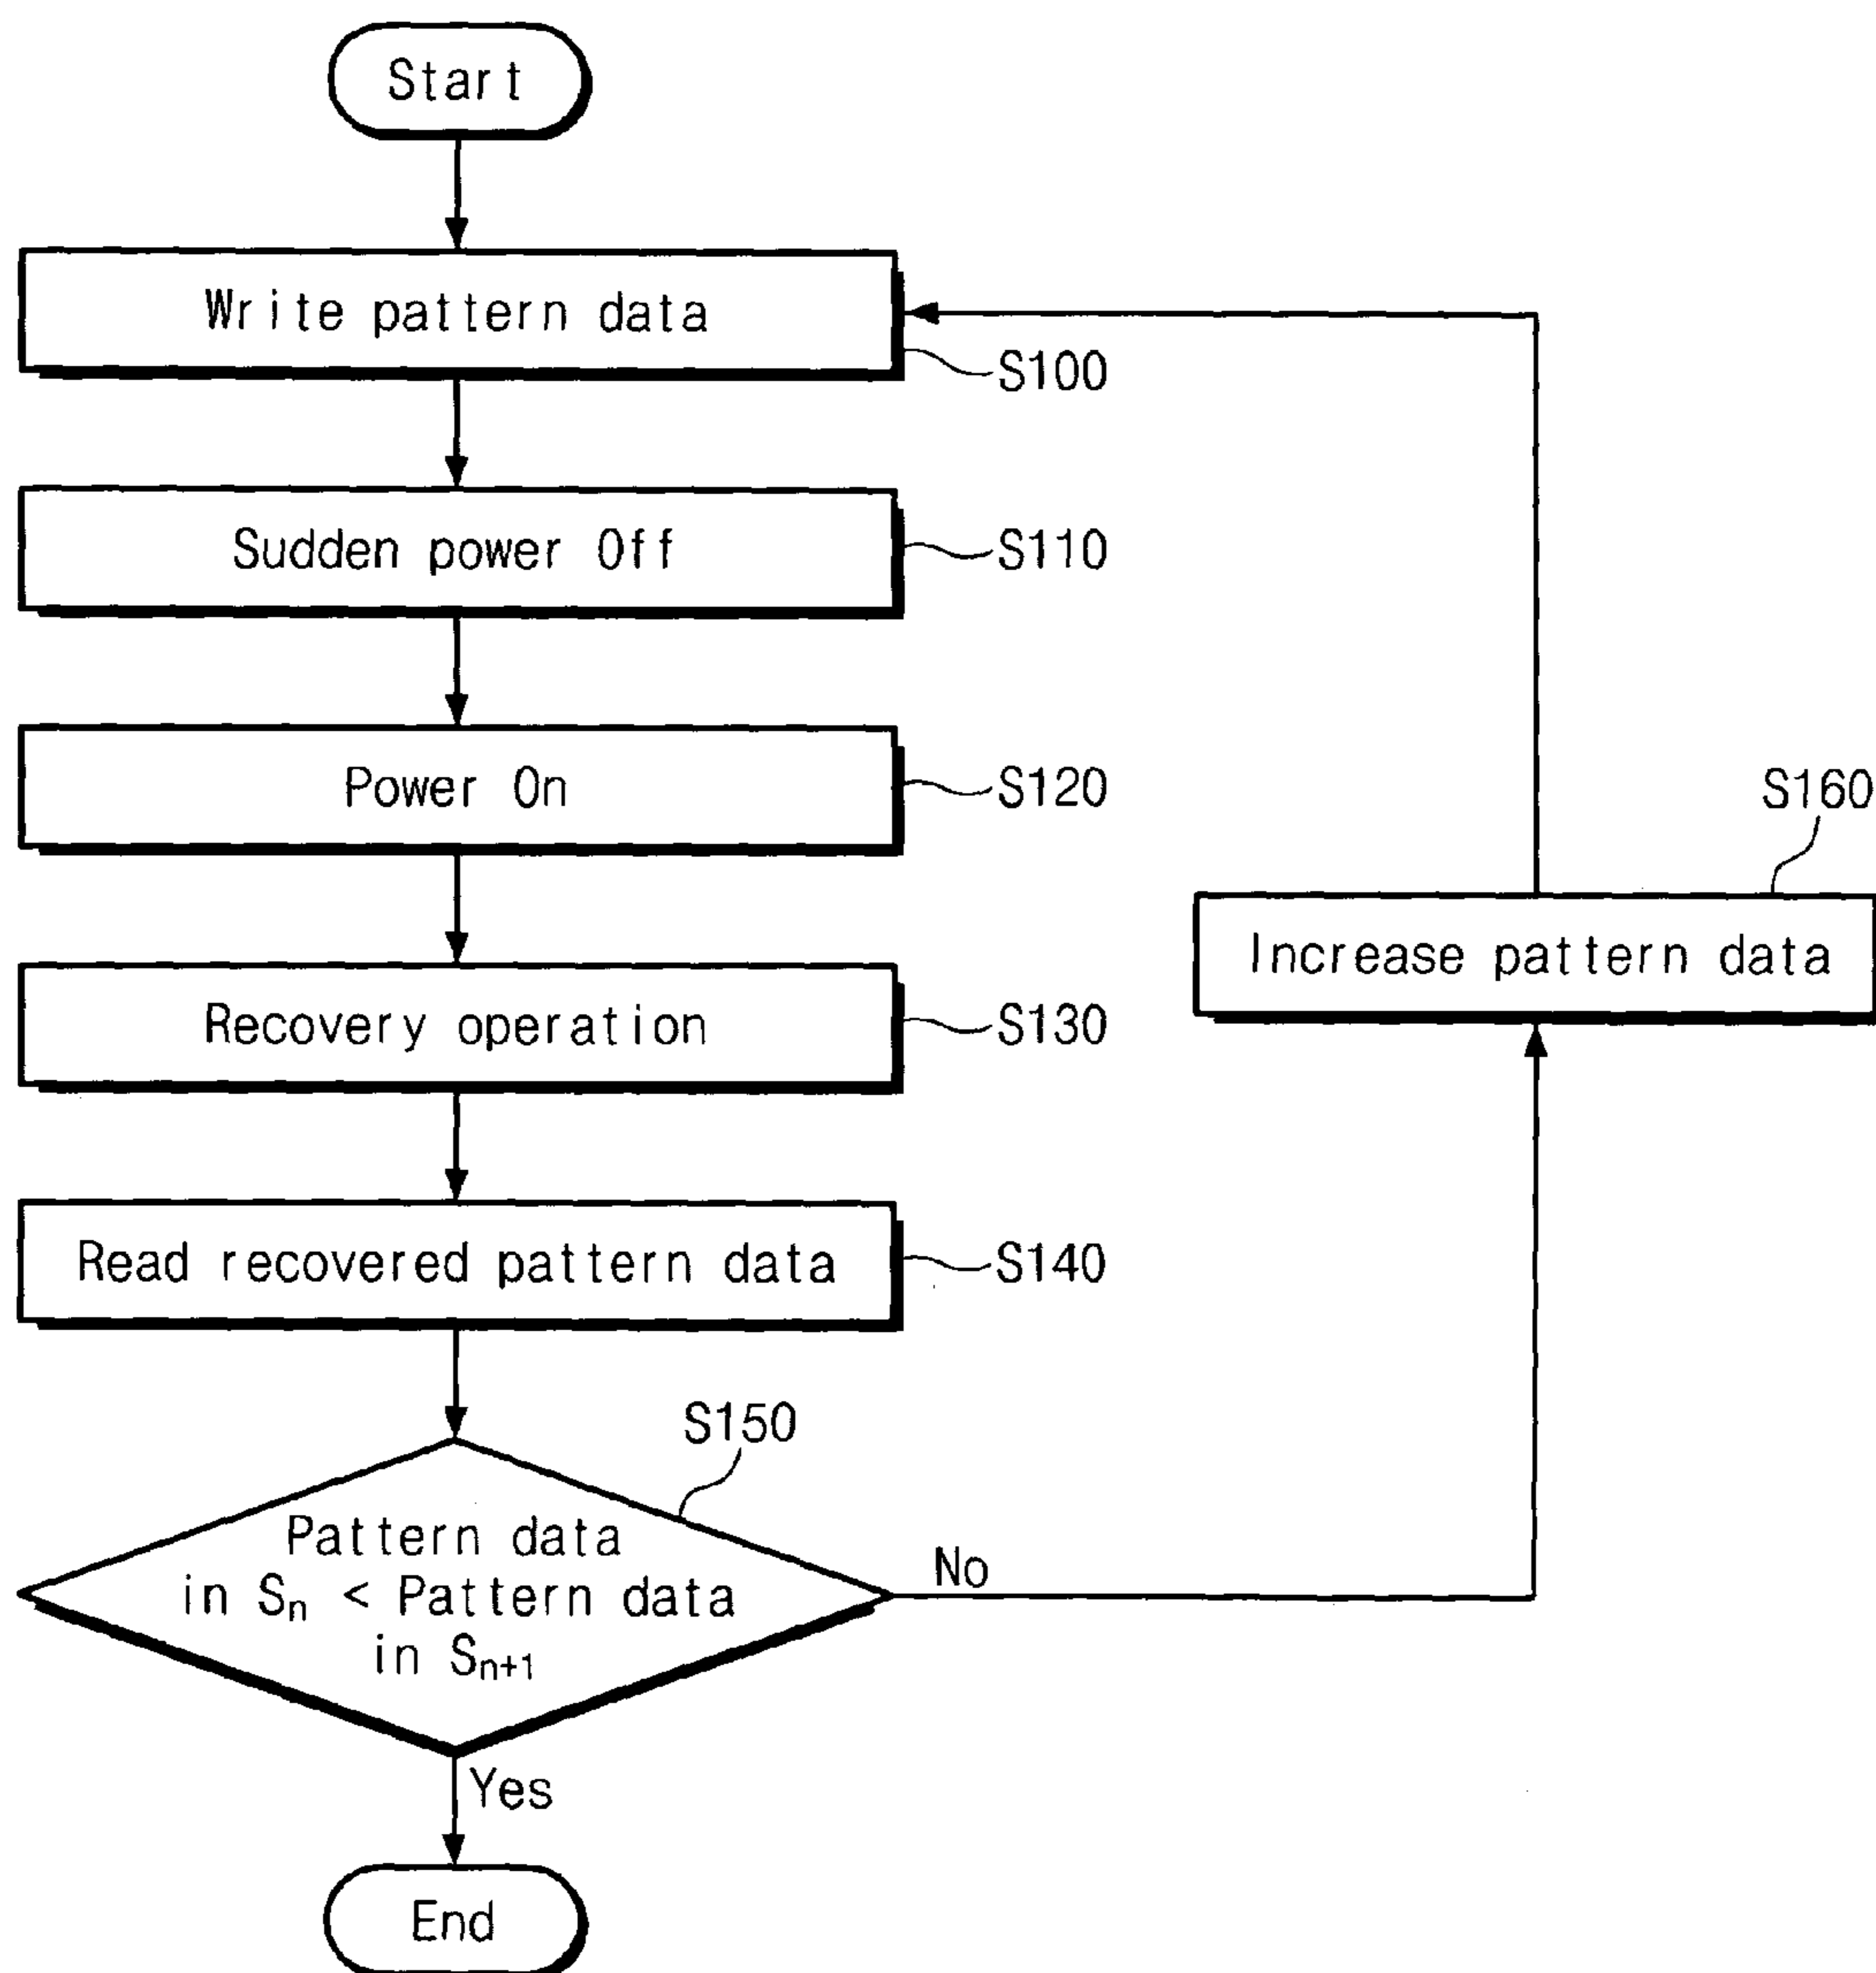 Start
Write pattern data
S100
Sudden power Off
S110
Power On
S120
S160
Increase pattern data
Recovery operation
S130
Read recovered pattern data
S140
S150
Pattern data
in Sn < Pattern data
in Sn+1
No
Yes
End